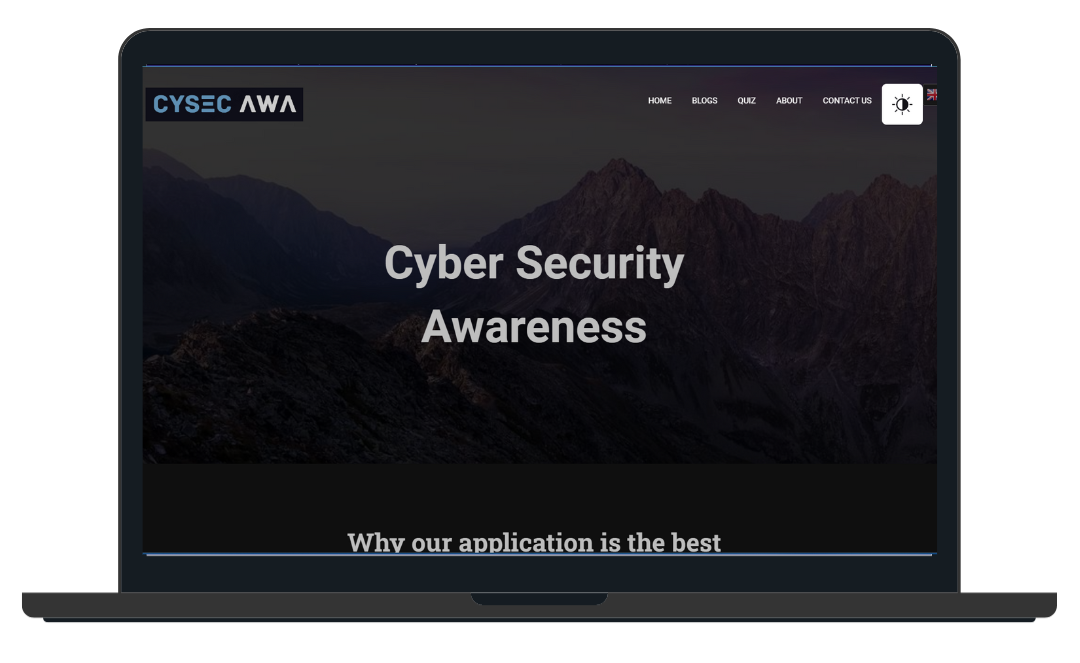 CYSEC AWA
HOME BLOGS QUIZ ABOUT CONTACT US
Cyber Security
Awareness
Why our application is the best